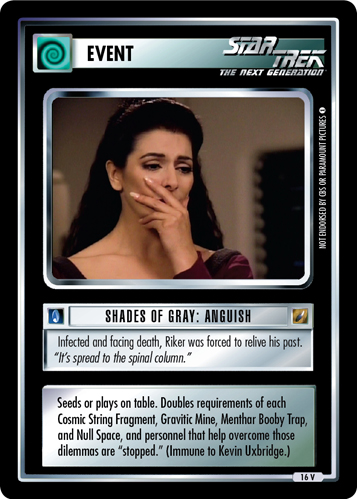 EVENT
STAR TREK
THE NEXT GENERATION
NOT ENDORSED BY CBS OR PARAMOUNT PICTURES
SHADES OF GRAY: ANGUISH
Infected and facing death, Riker was forced to relive his past.
"It's spread to the spinal column."
Seeds or plays on table. Doubles requirements of each
Cosmic String Fragment, Gravitic Mine, Menthar Booby Trap,
and Null Space, and personnel that help overcome those
dilemmas are "stopped." (Immune to Kevin Uxbridge.)
16 V